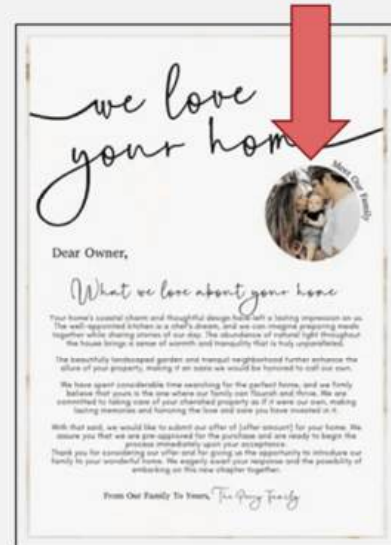 we love
your home
Meet Our Family
Dear Owner,
What we love about your home
Your home's coastal charm and thoughtful design have left a lasting impression on us.
The well-appointed kitchen is a chef's dream, and we can imagine preparing meals
together while sharing stories of our day. The abundance of natural light throughout
the house brings a sense of warmth and tranquility that is truly unparalleled.
The beautifully landscaped garden and tranquil neighborhood further enhance the
allure of your property, making it an oasis we would be honored to call our own.
We have spent considerable time searching for the perfect home, and we firmly
believe that yours is the one where our family can flourish and thrive. We are
committed to taking care of your cherished property as if it were our own, making
lasting memories and honoring the love and care you have invested in it.
With that said, we would like to submit our offer of [offer amount] for your home. We
assure you that we are pre-approved for the purchase and are ready to begin the
process immediately upon your acceptance.
Thank you for considering our offer and for giving us the opportunity to introduce our
family to your wonderful home. We eagerly await your response and the possibility of
embarking on this new chapter together.
From Our Family To Yours, The Family